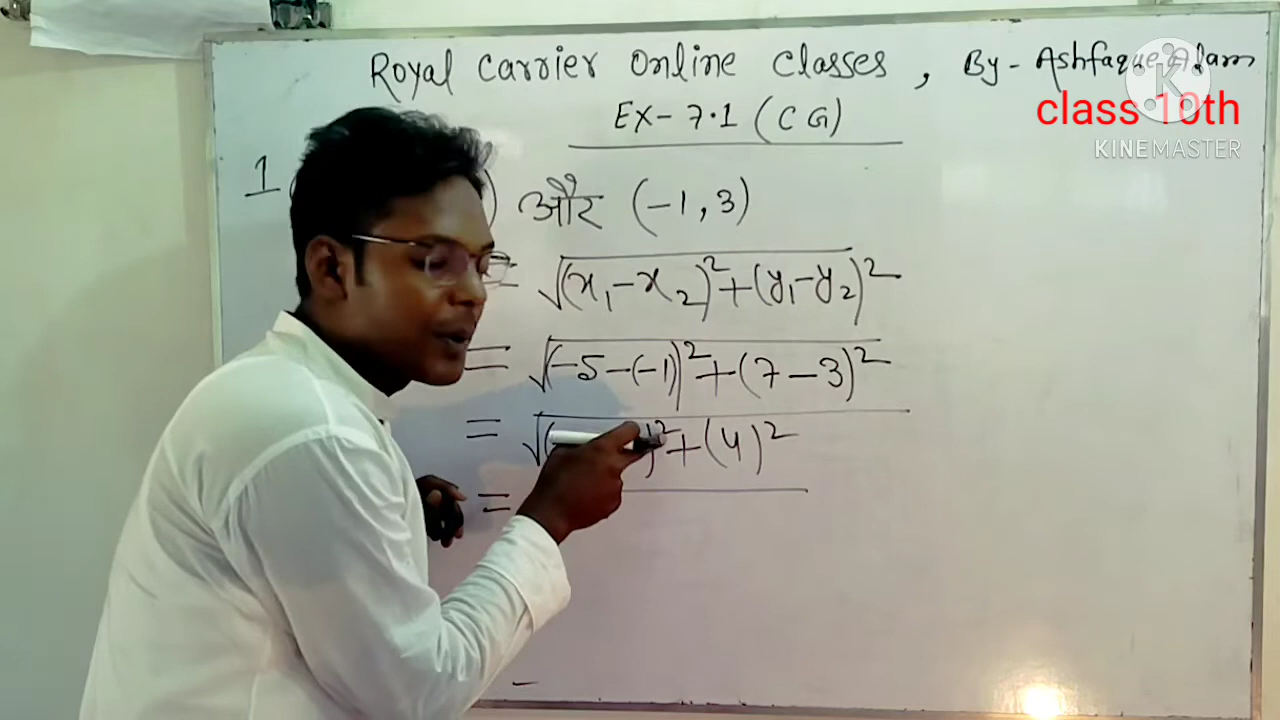 Royal Carrier Online Classes, By - Ashfaque Alam
class 10th
EX - 7.1 (CG)
KINEMASTER
1 ) और (-1, 3)
= √(x₁-x₂)²+(y₁-y₂)²
= √(-5-(-1))²+(7-3)²
= √( )²+(4)²
=